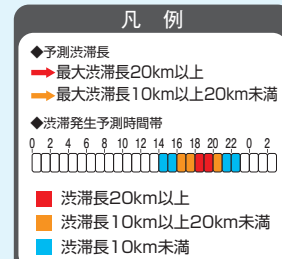 凡 例
◆予測渋滞長
最大渋滞長20km以上
最大渋滞長10km以上20km未満
◆渋滞発生予測時間帯
0 2 4 6 8 10 12 14 16 18 20 22 0 2
渋滞長20km以上
渋滞長10km以上20km未満
渋滞長10km未満